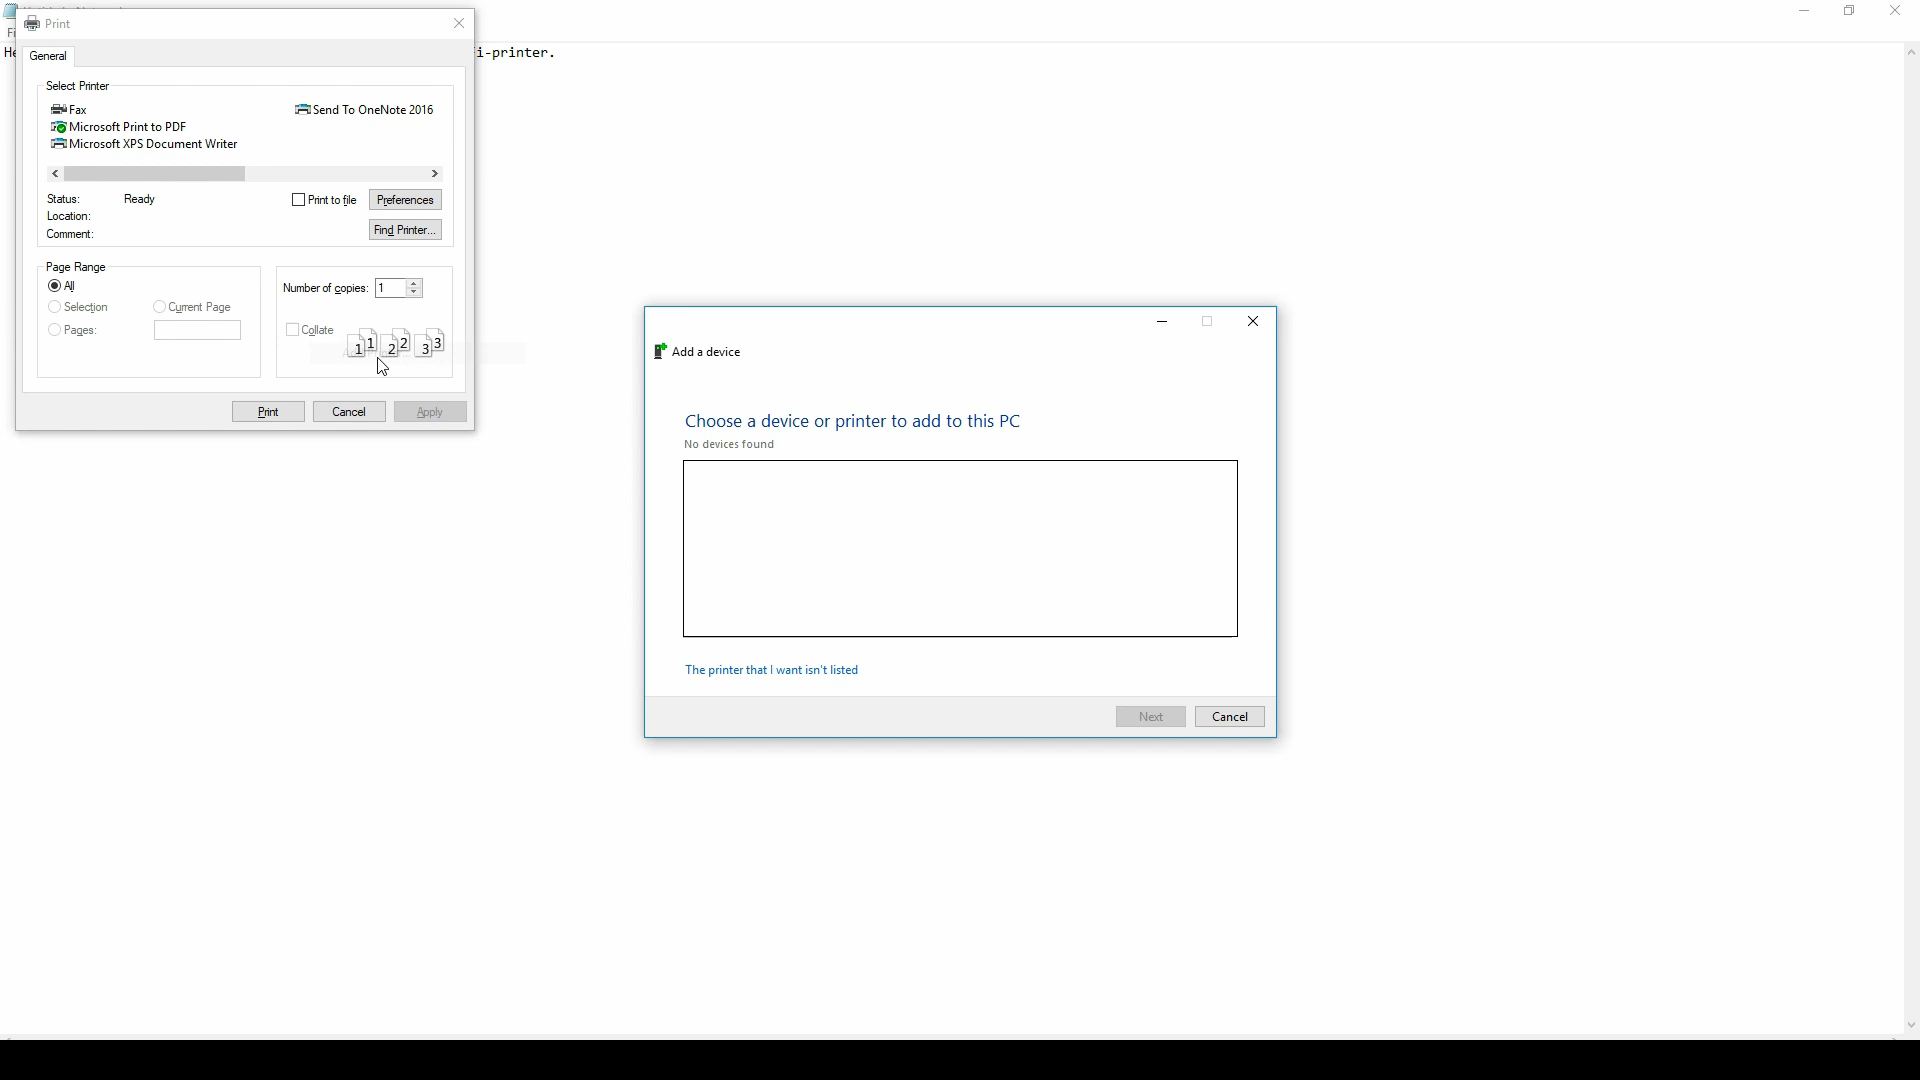 Print
General
Select Printer
Fax
Send To OneNote 2016
Microsoft Print to PDF
Microsoft XPS Document Writer
Status: Ready
Print to file
Preferences
Location:
Comment:
Find Printer...
Page Range
All
Selection
Current Page
Pages:
Number of copies: 1
Collate
1 1 2 2 3 3
Print
Cancel
Apply
i-printer.
Add a device
Choose a device or printer to add to this PC
No devices found
The printer that I want isn't listed
Next
Cancel